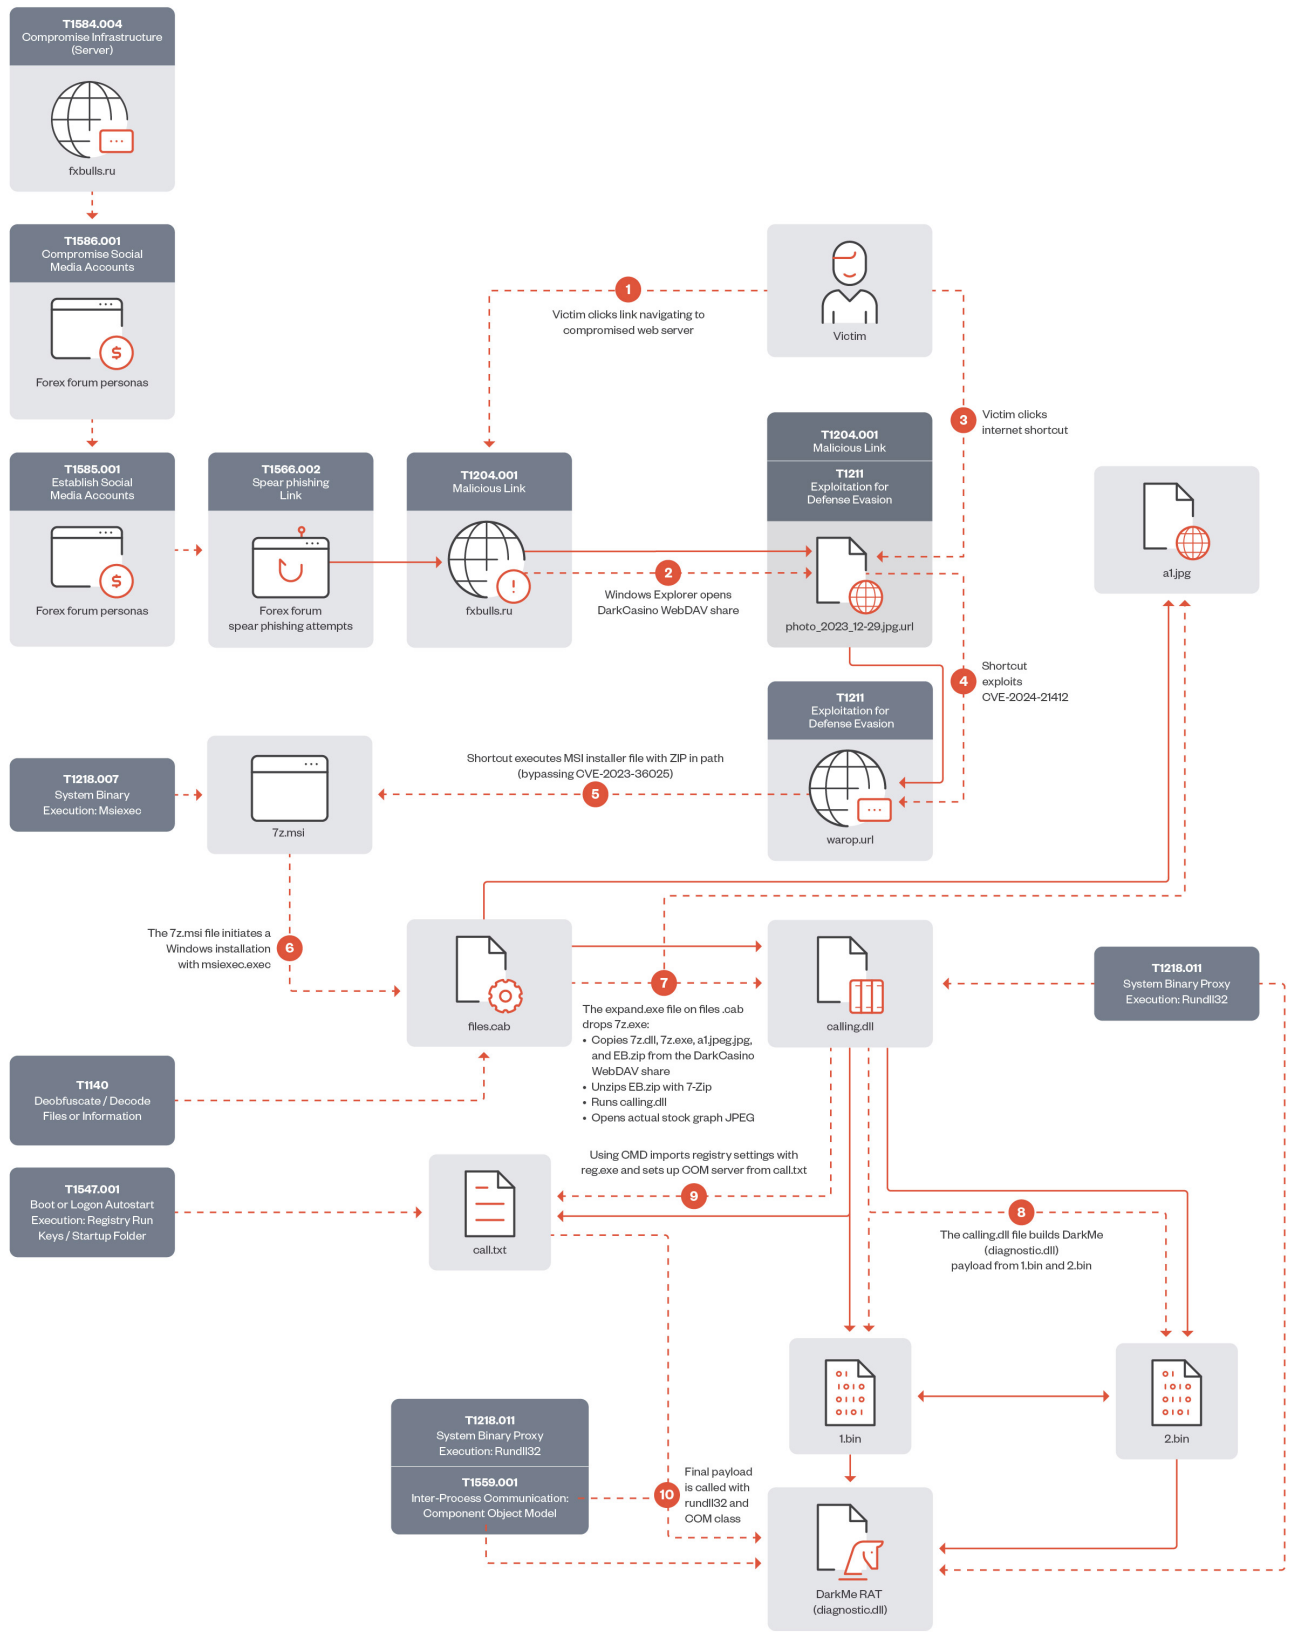 T1584.004
Compromise Infrastructure
(Server)
fxbulls.ru
T1586.001
Compromise Social
Media Accounts
Forex forum personas
1
Victim clicks link navigating to
compromised web server
Victim
3
Victim clicks
internet shortcut
T1585.001
Establish Social
Media Accounts
Forex forum personas
T1566.002
Spear phishing
Link
Forex forum
spear phishing attempts
T1204.001
Malicious Link
fxbulls.ru
2
Windows Explorer opens
DarkCasino WebDAV share
T1204.001
Malicious Link
T1211
Exploitation for
Defense Evasion
photo_2023_12-29.jpg.url
a1.jpg
4
Shortcut
exploits
CVE-2024-21412
T1211
Exploitation for
Defense Evasion
warop.url
Shortcut executes MSI installer file with ZIP in path
(bypassing CVE-2023-36025)
5
T1218.007
System Binary
Execution: Msiexec
7z.msi
The 7z.msi file initiates a
Windows installation
with msiexec.exec
6
files.cab
7
The expand.exe file on files .cab
drops 7z.exe:
• Copies 7z.dll, 7z.exe, a1.jpeg.jpg,
and EB.zip from the DarkCasino
WebDAV share
• Unzips EB.zip with 7-Zip
• Runs calling.dll
• Opens actual stock graph JPEG
calling.dll
T1218.011
System Binary Proxy
Execution: Rundll32
T1140
Deobfuscate / Decode
Files or Information
T1547.001
Boot or Logon Autostart
Execution: Registry Run
Keys / Startup Folder
call.txt
Using CMD imports registry settings with
reg.exe and sets up COM server from call.txt
9
8
The calling.dll file builds DarkMe
(diagnostic.dll)
payload from 1.bin and 2.bin
1.bin
2.bin
T1218.011
System Binary Proxy
Execution: Rundll32
T1559.001
Inter-Process Communication:
Component Object Model
10
Final payload
is called with
rundll32 and
COM class
DarkMe RAT
(diagnostic.dll)